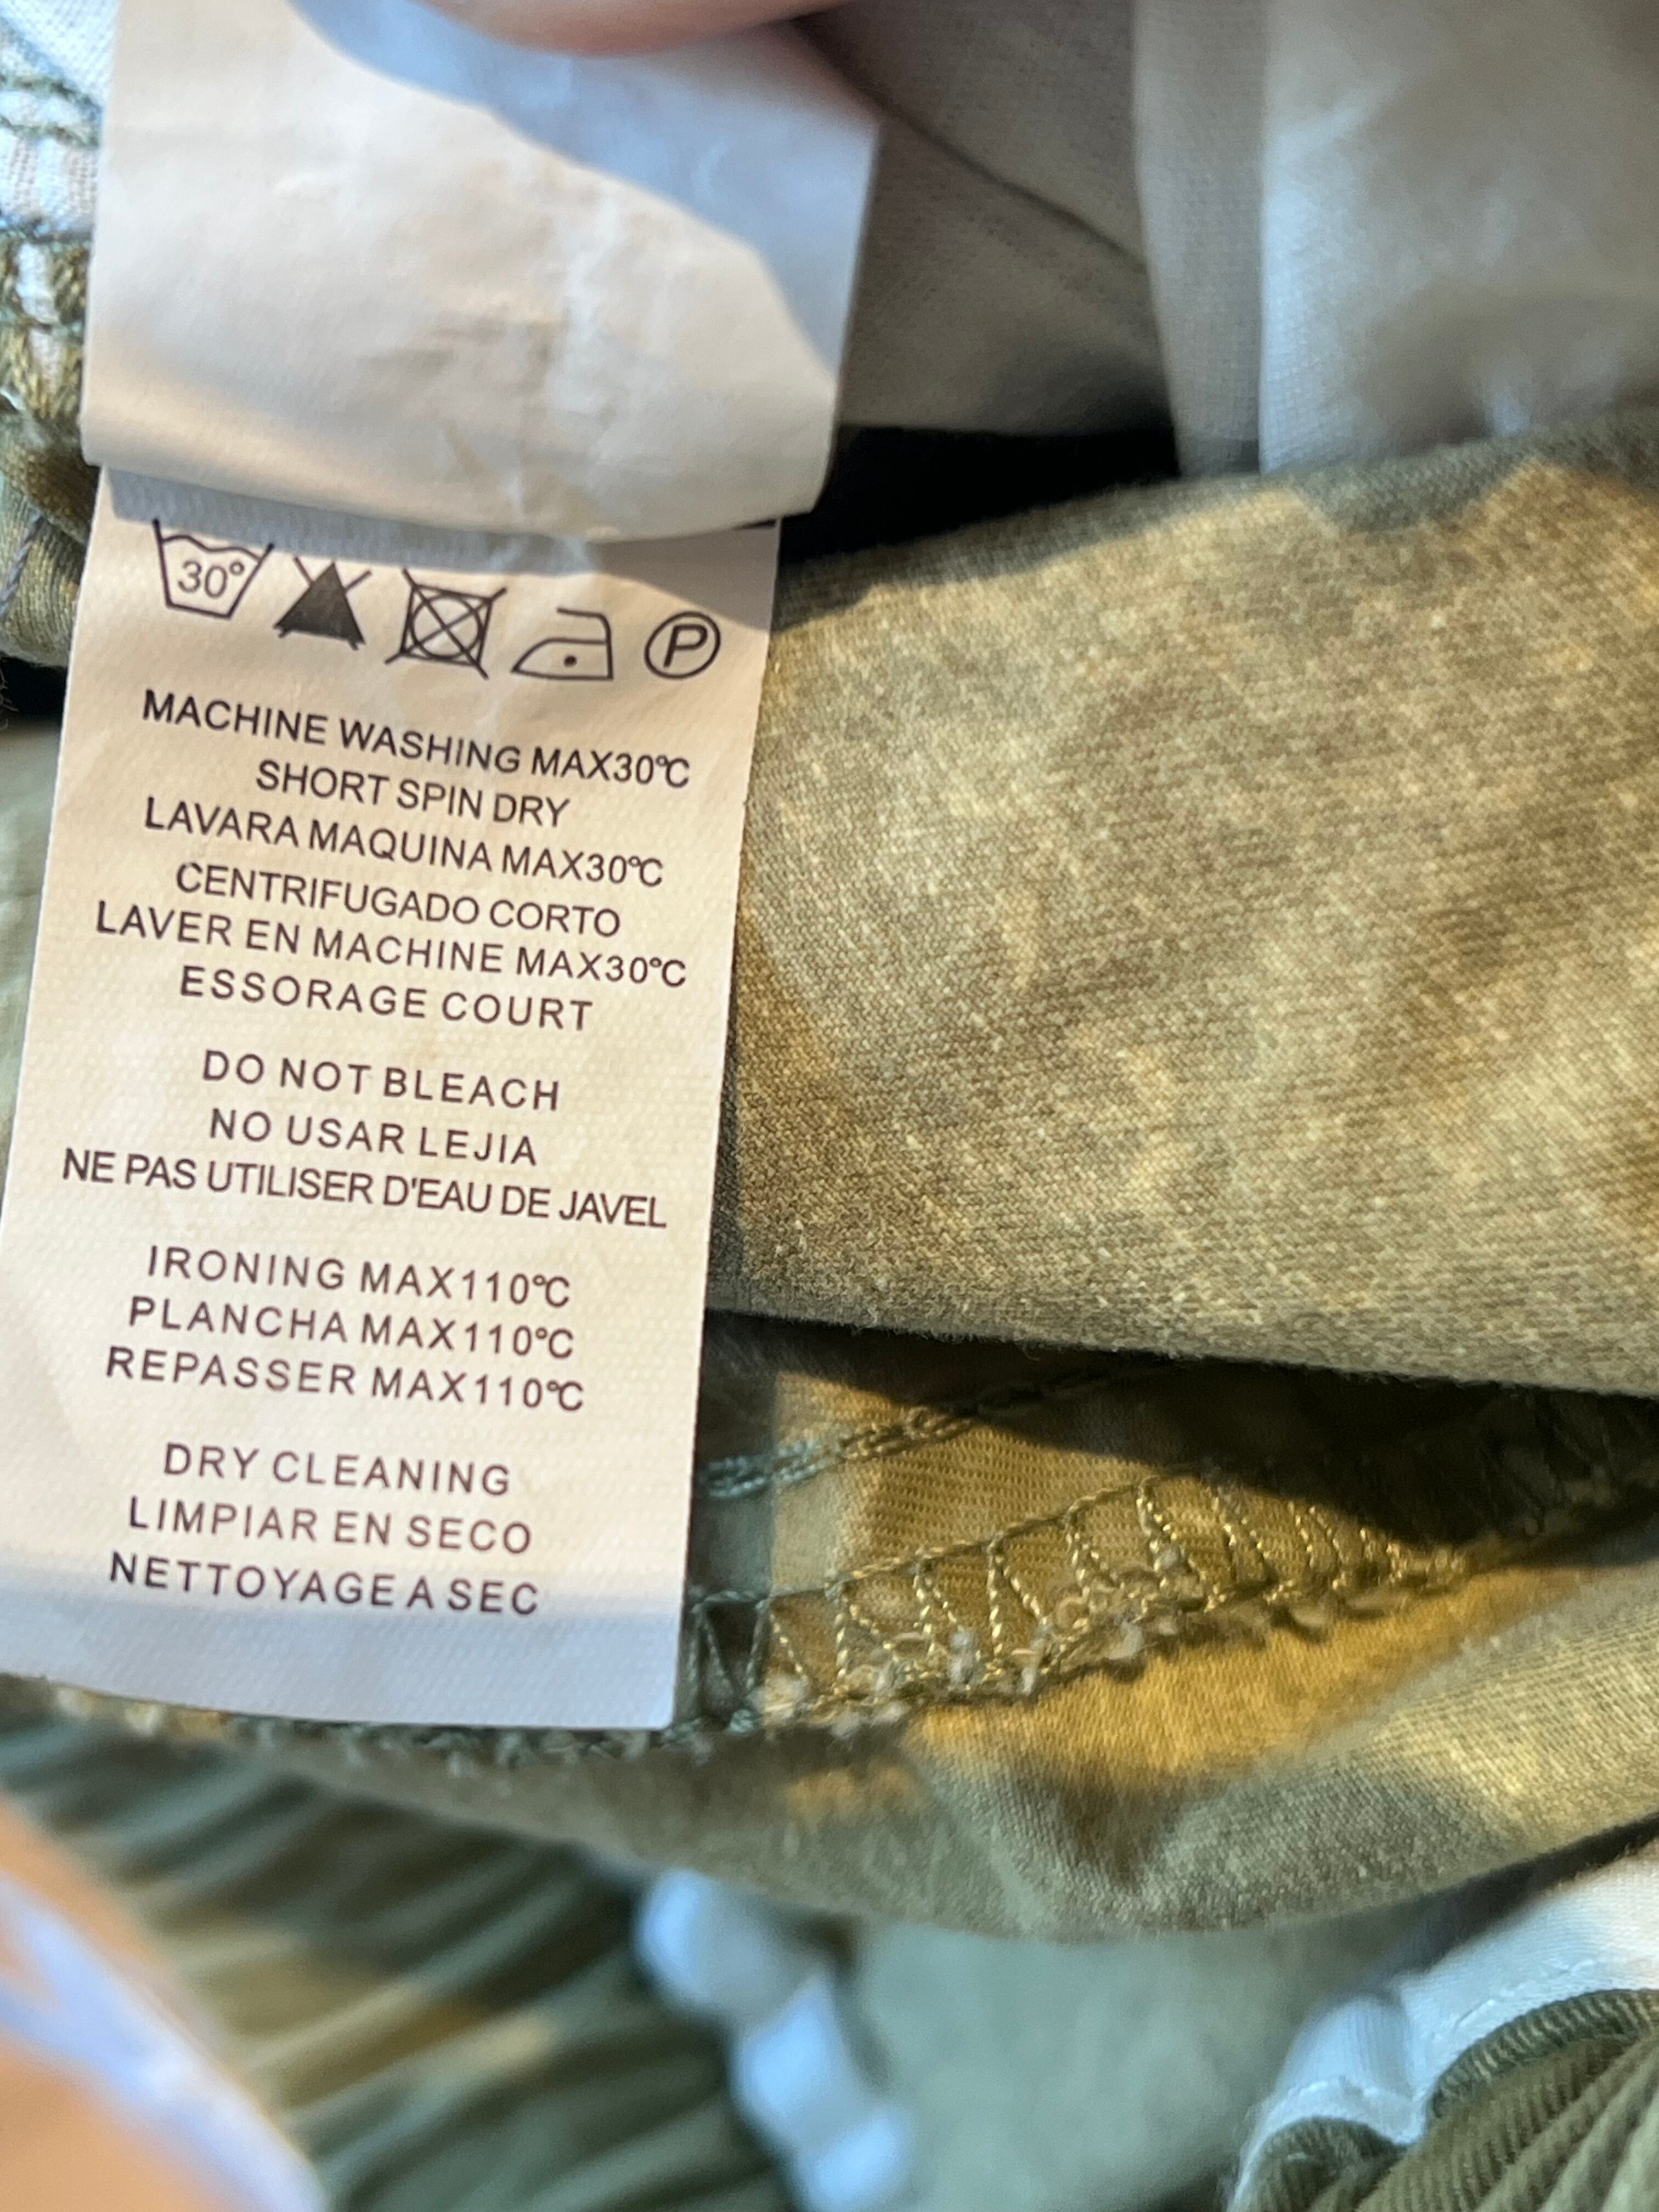 30° P
MACHINE WASHING MAX30℃
SHORT SPIN DRY
LAVARA MAQUINA MAX30℃
CENTRIFUGADO CORTO
LAVER EN MACHINE MAX30℃
ESSORAGE COURT
DO NOT BLEACH
NO USAR LEJIA
NE PAS UTILISER D'EAU DE JAVEL
IRONING MAX110℃
PLANCHA MAX110℃
REPASSER MAX110℃
DRY CLEANING
LIMPIAR EN SECO
NETTOYAGE A SEC